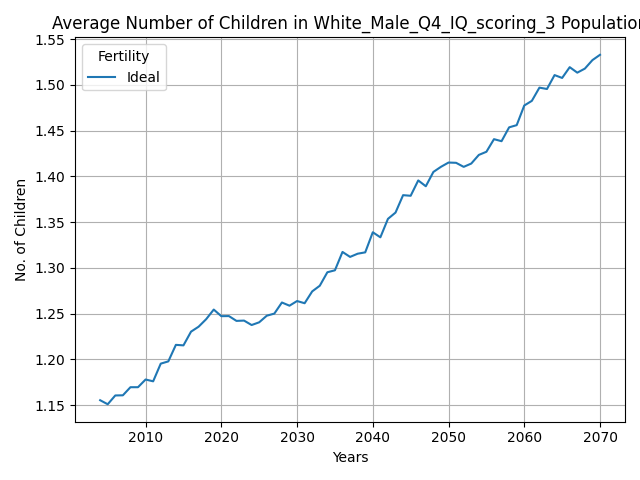 Average Number of Children in White_Male_Q4_IQ_scoring_3 Population
Fertility
Ideal
No. of Children
1.55
1.50
1.45
1.40
1.35
1.30
1.25
1.20
1.15
2010 2020 2030 2040 2050 2060 2070
Years